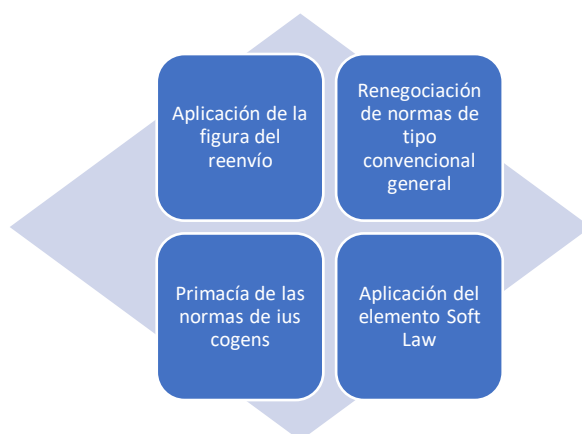 Aplicación de la
figura del
reenvío
Renegociación
de normas de
tipo
convencional
general
Primacía de las
normas de ius
cogens
Aplicación del
elemento Soft
Law